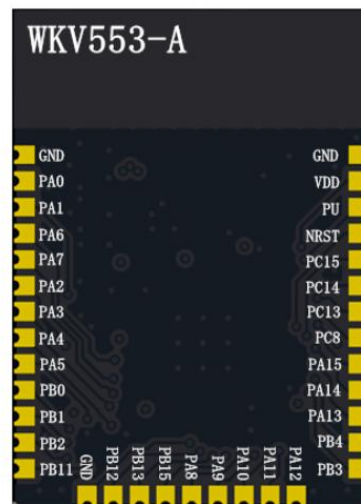 WKV553-A
GND
PA0
PA1
PA6
PA7
PA2
PA3
PA4
PA5
PB0
PB1
PB2
PB11
GND
PB12
PB13
PB15
PA8
PA9
PA10
PA11
PA12
GND
VDD
PU
NRST
PC15
PC14
PC13
PC8
PA15
PA14
PA13
PB4
PB3